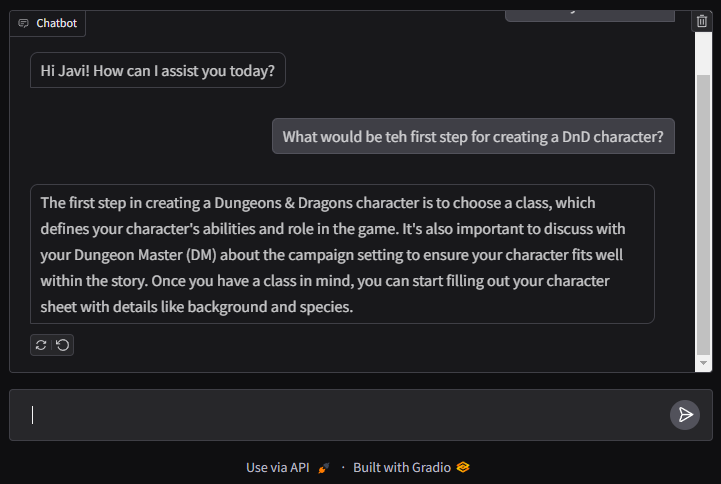 Chatbot
Hi Javi! How can I assist you today?
What would be teh first step for creating a DnD character?
The first step in creating a Dungeons & Dragons character is to choose a class, which
defines your character's abilities and role in the game. It's also important to discuss with
your Dungeon Master (DM) about the campaign setting to ensure your character fits well
within the story. Once you have a class in mind, you can start filling out your character
sheet with details like background and species.
Use via API · Built with Gradio